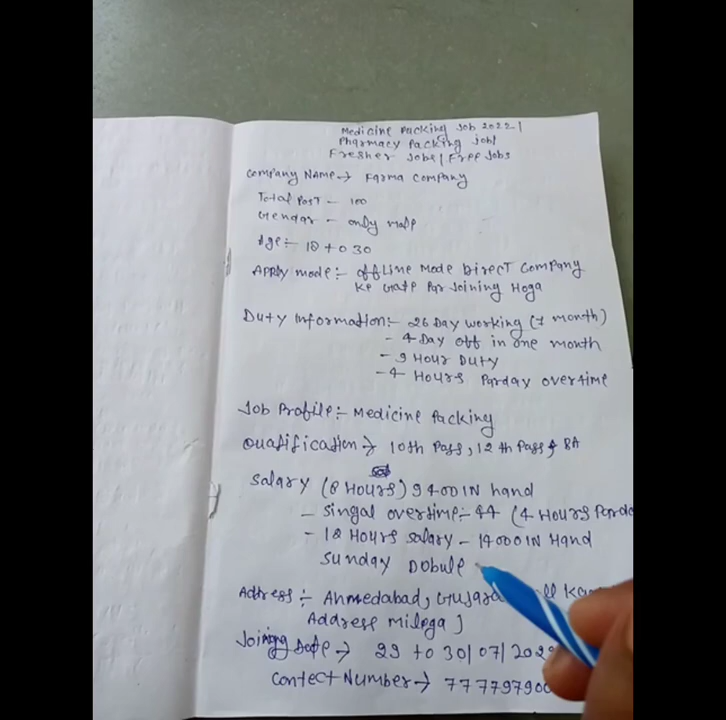 Medicine Packing Job 2022 |
Pharmacy Packing Job |
Fresher Jobs | Free Jobs
Company Name → Karma Company
Total Post - 100
Gendar - only male
Age :- 18 to 30
Apply mode :- offline Mode Direct Company
ke Gate Par Joining Hoga
Duty Information :- 26 Day working (1 month)
- 4 Day off in one month
- 9 Hour Duty
- 4 Hours Parday overtime
Job Profile :- Medicine Packing
Qualification → 10th Pass, 12th Pass, BA
Salary (8 Hours) 9400 IN hand
- Singal overtime - 44 (4 Hours
- 12 Hours salary - 14000 IN Hand
Sunday Dobule
Address :- Ahmedabad,
Address Milega ]
Joining Date → 29 to 30/07/202
Contect Number → 77779790